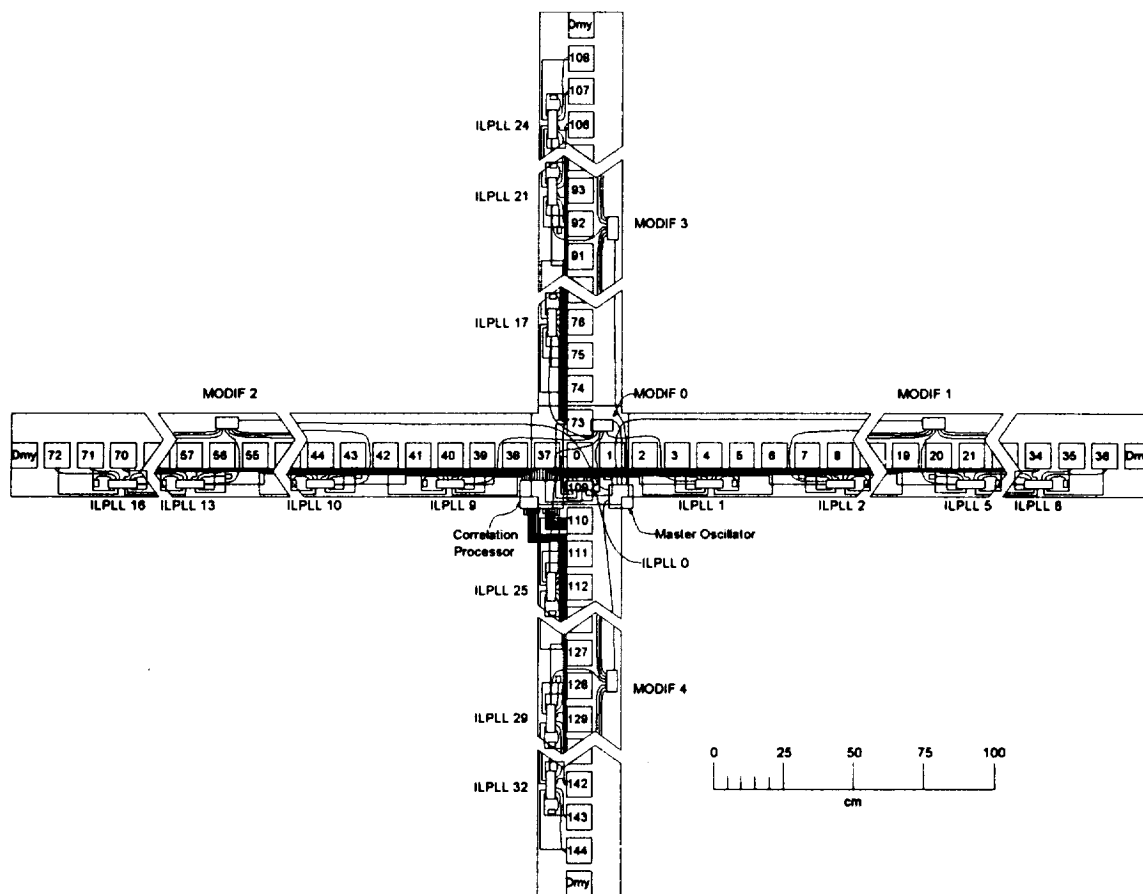 Dmy
108
107
106
ILPLL 24
93
ILPLL 21
92
MODIF 3
91
ILPLL 17
76
75
74
MODIF 2
MODIF 0
MODIF 1
73
Dmy 72 71 70 57 56 55 44 43 42 41 40 39 38 37 0 1 2 3 4 5 6 7 8 19 20 21 34 35 36 Dm
ILPLL 16 ILPLL 13 ILPLL 10 ILPLL 9 109 ILPLL 1 ILPLL 2 ILPLL 5 ILPLL 6
110
Correlation
Processor
Master Oscillator
111
ILPLL 0
ILPLL 25
112
127
128
MODIF 4
ILPLL 29
129
0 25 50 75 100
cm
ILPLL 32
142
143
144
Dmy